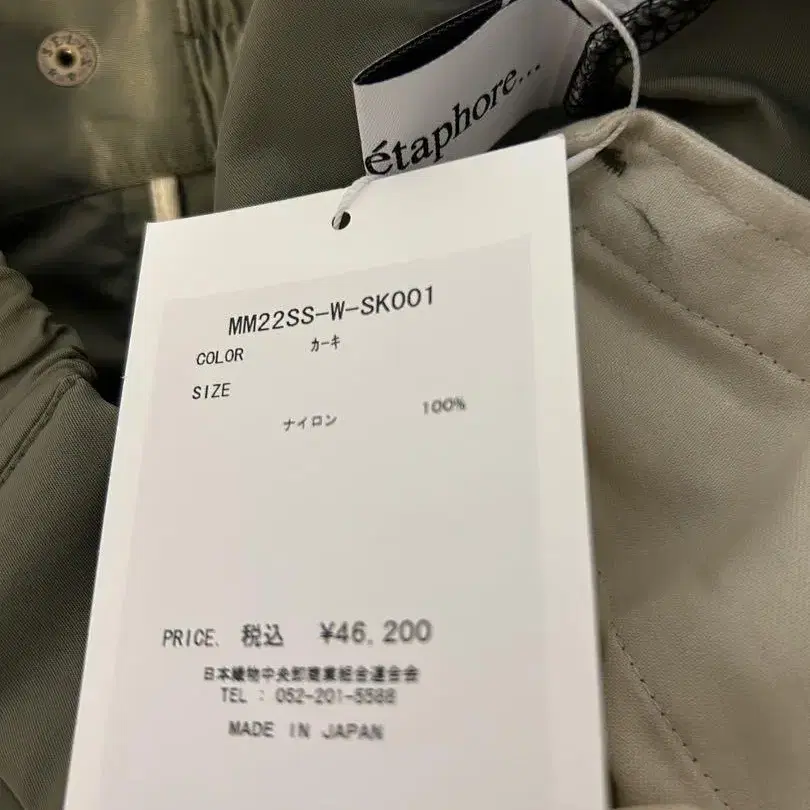 étaphore...
MM22SS-W-SK001
COLOR カーキ
SIZE
ナイロン 100%
PRICE. 税込 ¥46,200
日本織物中央卸商業組合連合会
TEL : 052-201-5588
MADE IN JAPAN